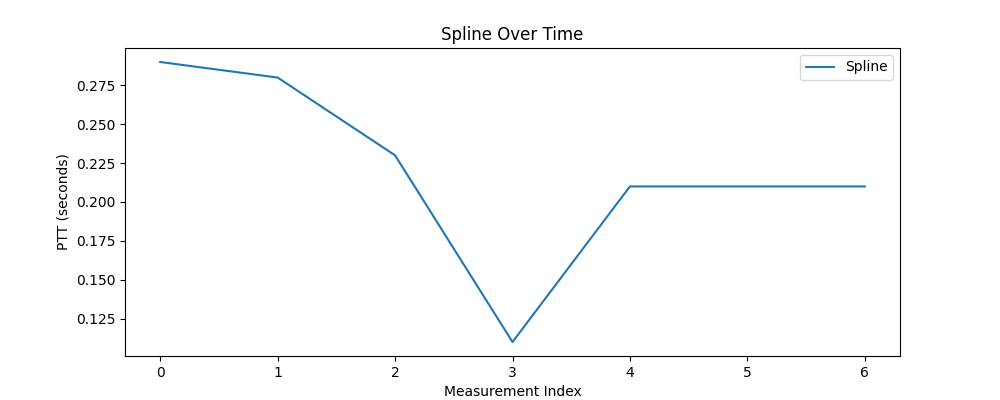 Spline Over Time
Spline
PTT (seconds)
0.275
0.250
0.225
0.200
0.175
0.150
0.125
0 1 2 3 4 5 6
Measurement Index